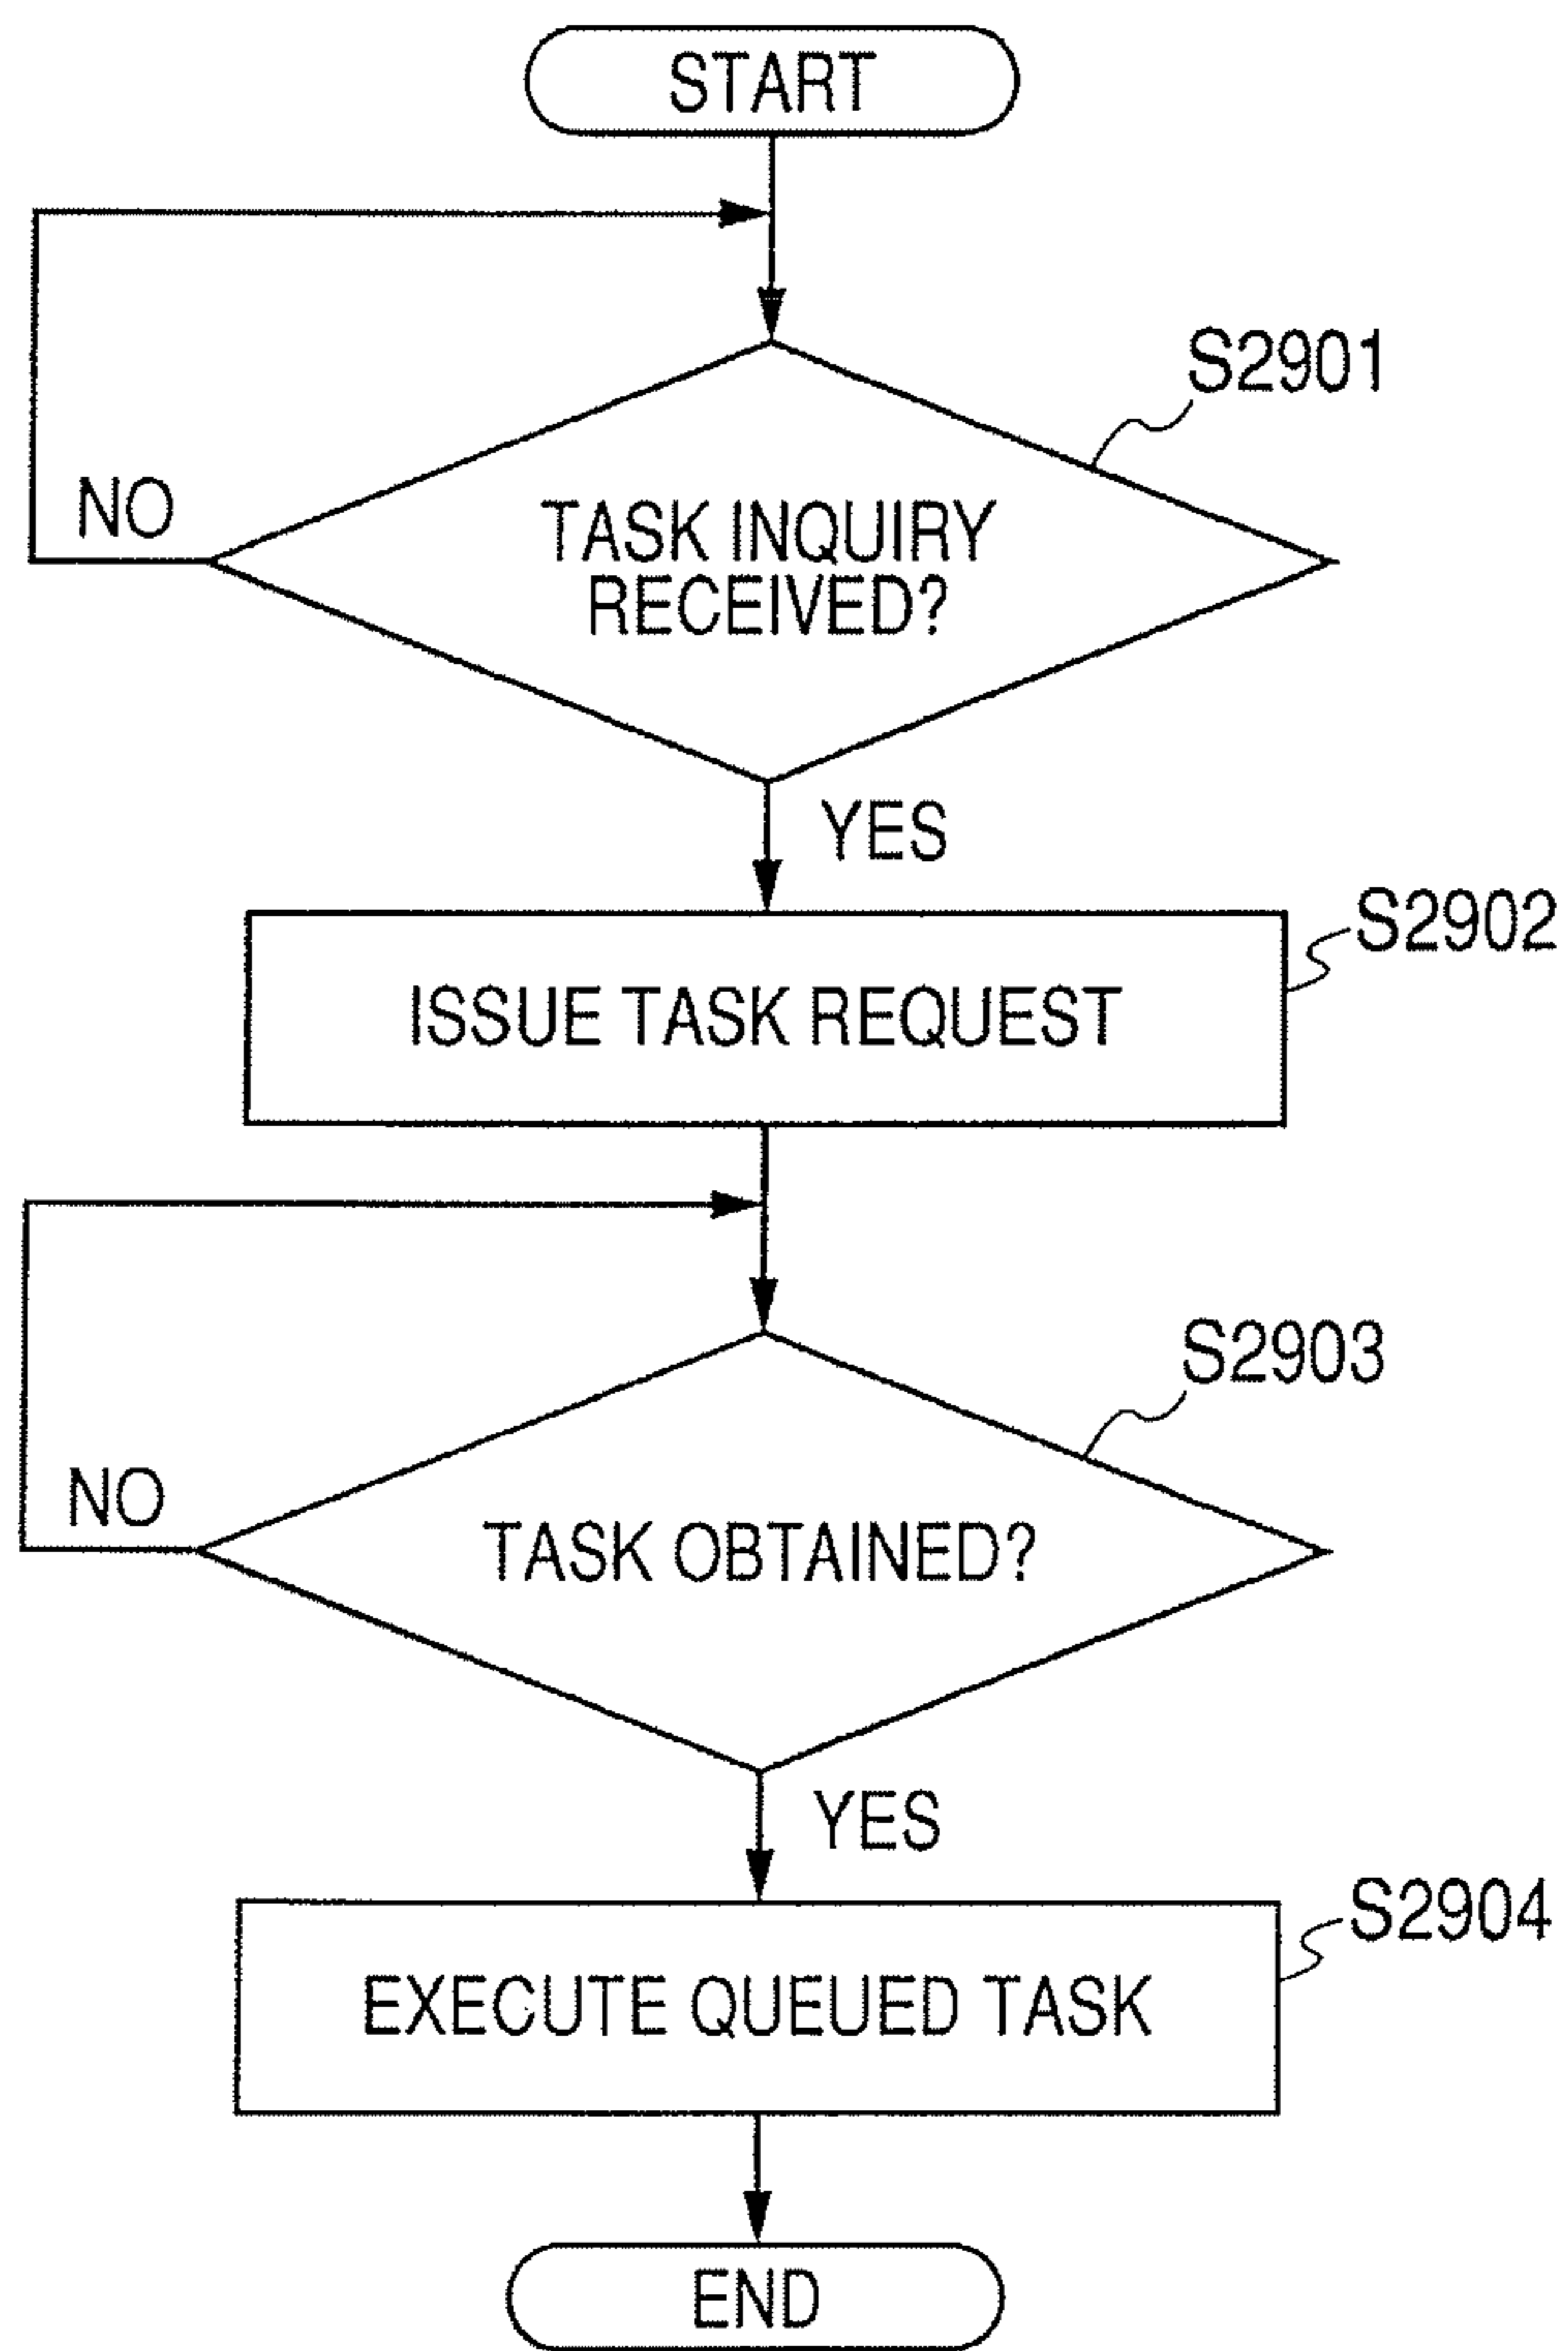 START
S2901
NO
TASK INQUIRY
RECEIVED?
YES
S2902
ISSUE TASK REQUEST
S2903
NO
TASK OBTAINED?
YES
S2904
EXECUTE QUEUED TASK
END